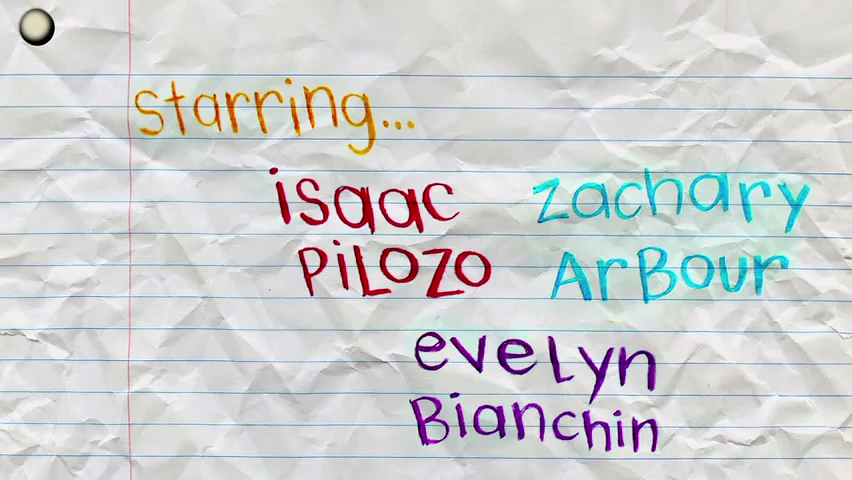 Starring...
isaac
PiLOZO
zachary
ArBour
eveLyn
Bianchin